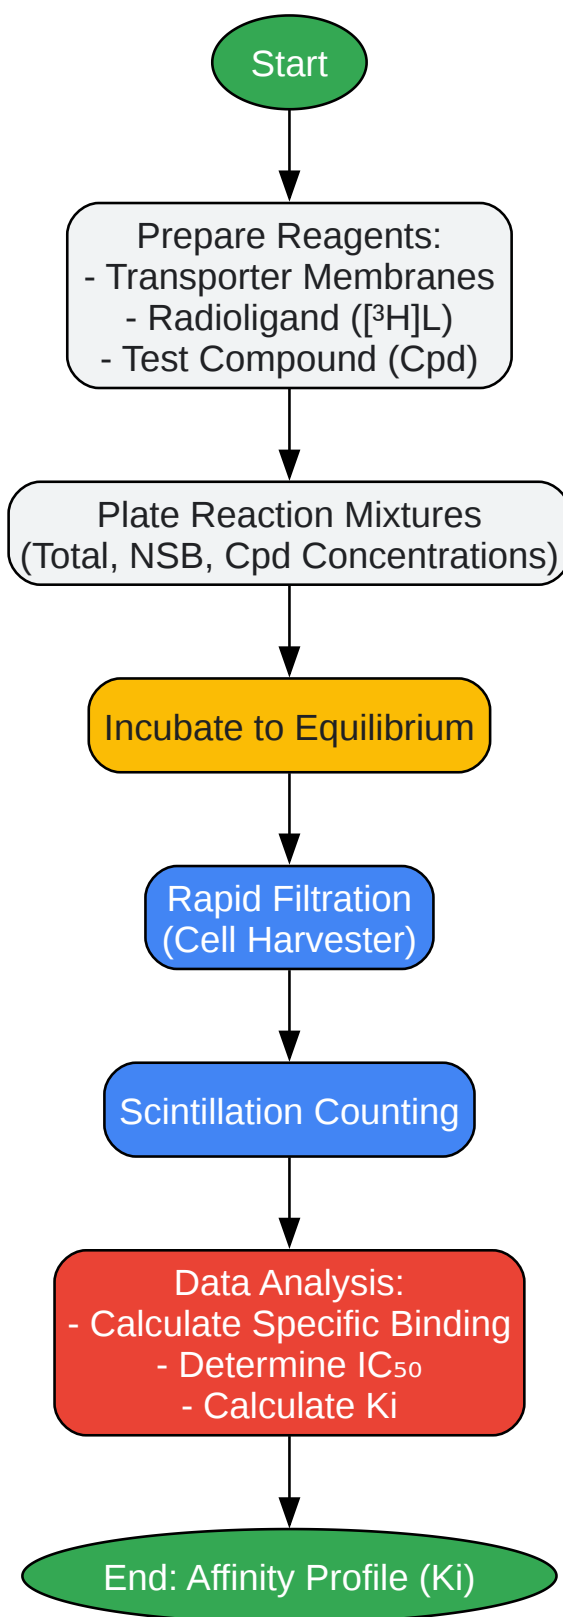 Start
Prepare Reagents:
- Transporter Membranes
- Radioligand ([³H]L)
- Test Compound (Cpd)
Plate Reaction Mixtures
(Total, NSB, Cpd Concentrations)
Incubate to Equilibrium
Rapid Filtration
(Cell Harvester)
Scintillation Counting
Data Analysis:
- Calculate Specific Binding
- Determine IC₅₀
- Calculate Ki
End: Affinity Profile (Ki)